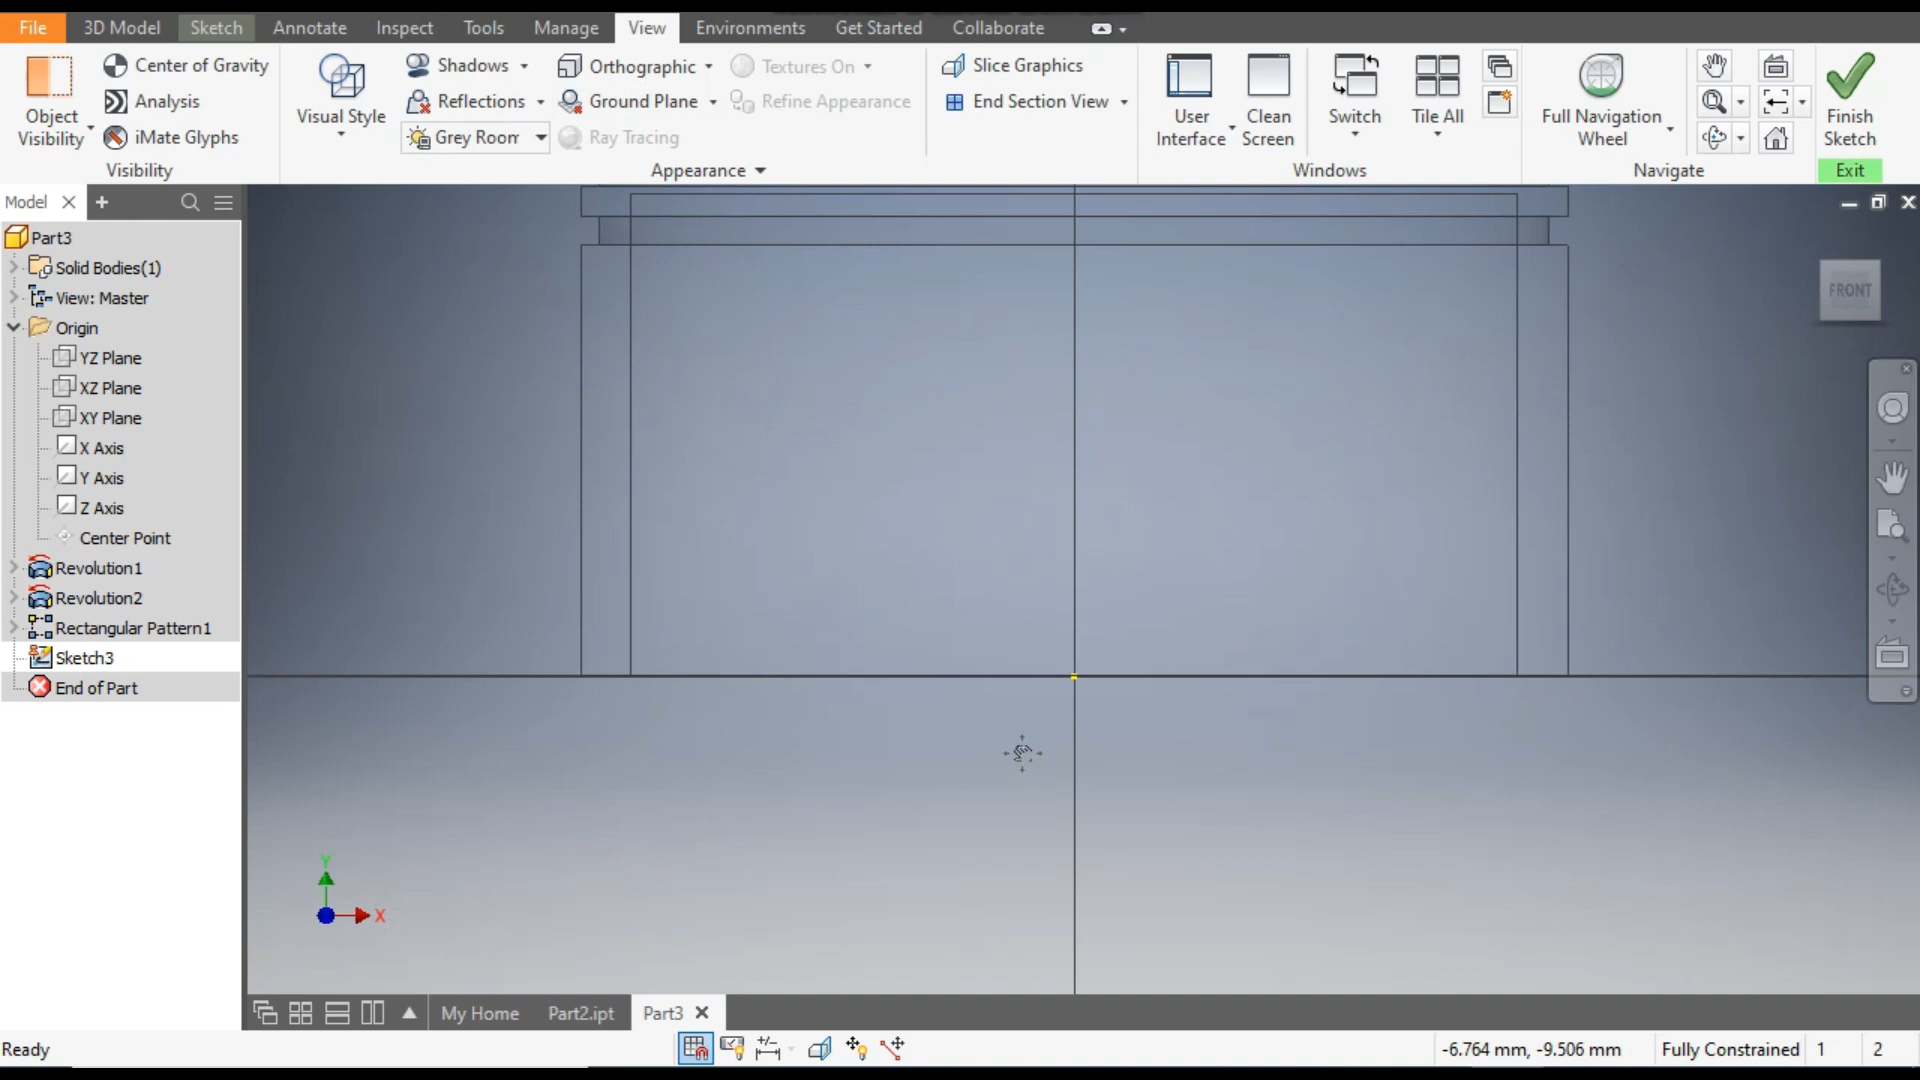 File 3D Model Sketch Annotate Inspect Tools Manage View Environments Get Started Collaborate
Object Visibility
Center of Gravity
Analysis
iMate Glyphs
Visibility
Visual Style
Shadows
Reflections
Grey Room
Orthographic
Ground Plane
Ray Tracing
Textures On
Refine Appearance
Appearance
Slice Graphics
End Section View
User Interface
Clean Screen
Switch
Tile All
Windows
Full Navigation Wheel
Navigate
Finish Sketch
Exit
Model
Part3
Solid Bodies(1)
View: Master
Origin
YZ Plane
XZ Plane
XY Plane
X Axis
Y Axis
Z Axis
Center Point
Revolution1
Revolution2
Rectangular Pattern1
Sketch3
End of Part
FRONT
Y
X
My Home Part2.ipt Part3
Ready
-6.764 mm, -9.506 mm Fully Constrained 1 2